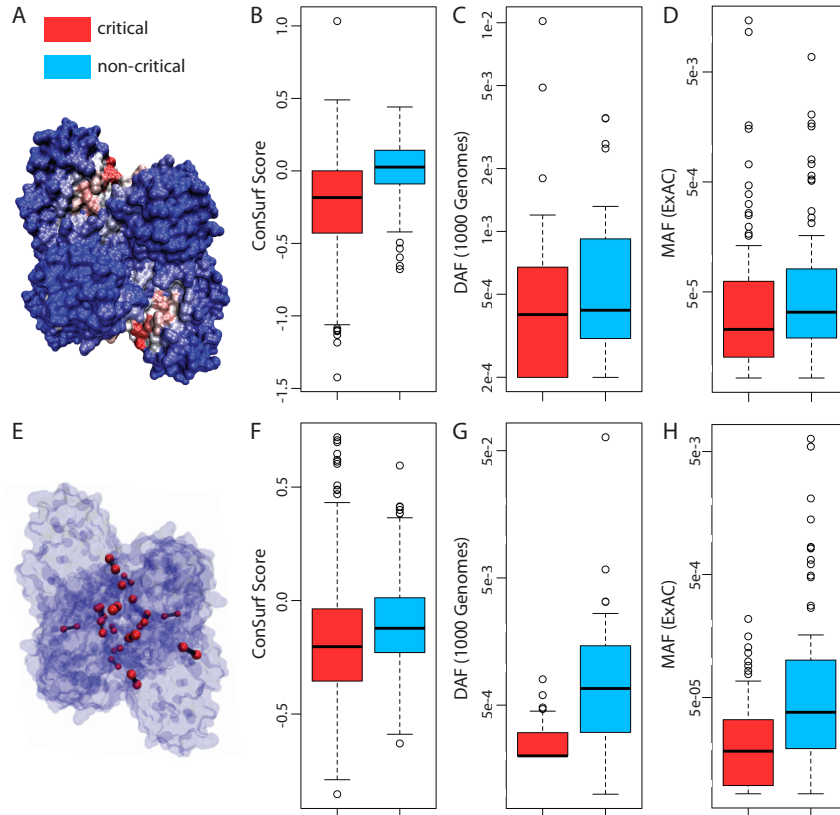 A
critical
non-critical
B
ConSurf Score
1.0
0.5
0.0
-0.5
-1.0
-1.5
C
DAF (1000 Genomes)
1e-2
5e-3
2e-3
1e-3
5e-4
2e-4
D
MAF (ExAC)
5e-3
5e-4
5e-5
E
F
ConSurf Score
0.5
-0.0
-0.5
G
DAF (1000 Genomes)
5e-2
5e-3
5e-4
H
MAF (ExAC)
5e-3
5e-4
5e-05